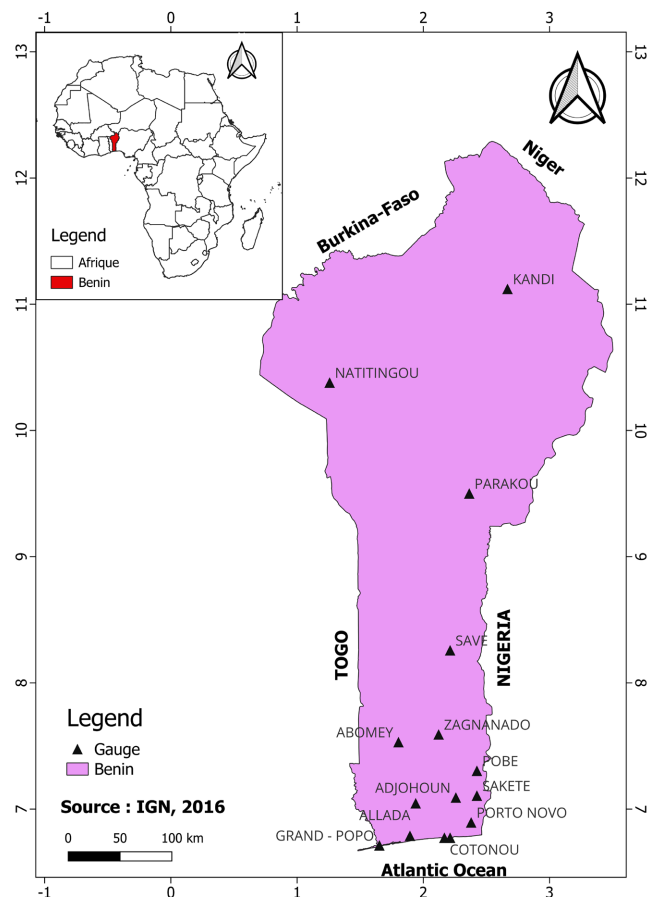 -1 0 1 2 3
13
12
11
10
9
8
7
13
12
11
10
9
8
7
Legend
Afrique
Benin
Niger
Burkina-Faso
KANDI
NATITINGOU
PARAKOU
TOGO
NIGERIA
SAVE
ZAGNANADO
ABOMEY
POBE
ADJOHOUN
SAKETE
ALLADA
PORTO NOVO
GRAND - POPO
COTONOU
Atlantic Ocean
Legend
Gauge
Benin
Source : IGN, 2016
0 50 100 km
-1 0 1 2 3